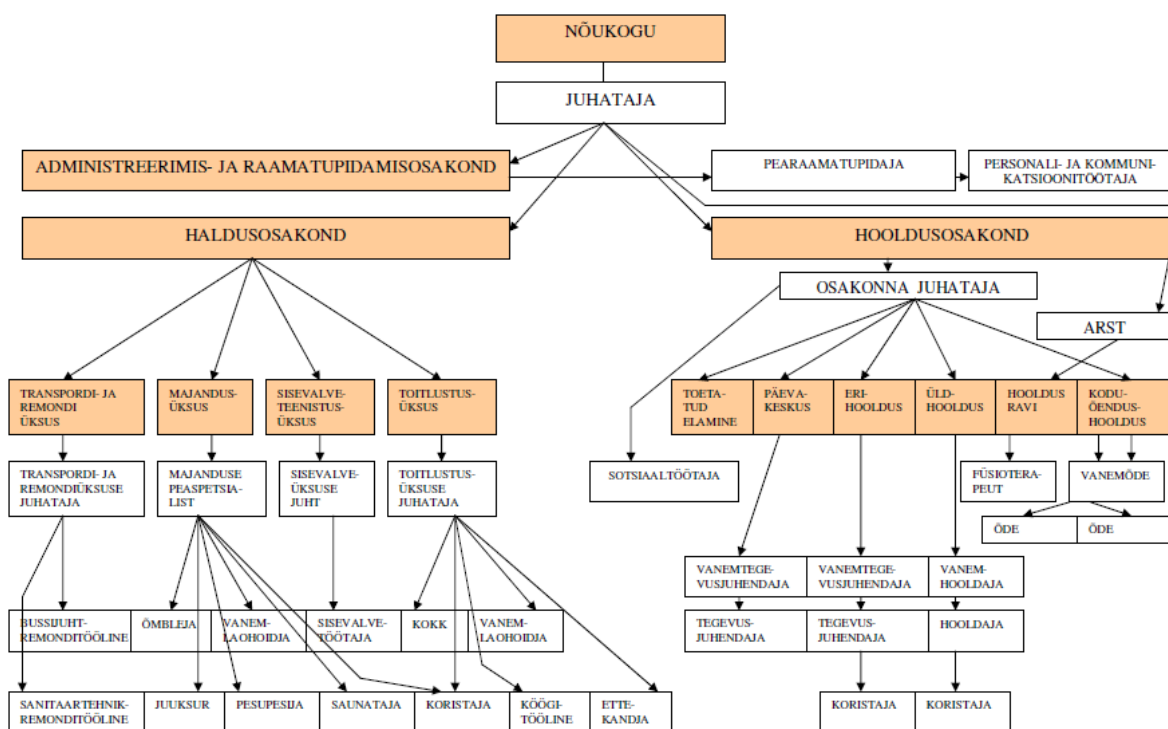 NÕUKOGU
JUHATAJA
ADMINISTREERIMIS- JA RAAMATUPIDAMISOSAKOND
PEARAAMATUPIDAJA
PERSONALI- JA KOMMUNI-
KATSIOONITÖÖTAJA
HALDUSOSAKOND
HOOLDUSOSAKOND
OSAKONNA JUHATAJA
ARST
TRANSPORDI- JA
REMONDI
ÜKSUS
MAJANDUS-
ÜKSUS
SISEVALVE-
TEENISTUS-
ÜKSUS
TOITLUSTUS-
ÜKSUS
TOETA-
TUD
ELAMINE
PÄEVA-
KESKUS
ERI-
HOOLDUS
ÜLD-
HOOLDUS
HOOLDUS
RAVI
KODU-
ÕENDUS-
HOOLDUS
TRANSPORDI- JA
REMONDIÜKSUSE
JUHATAJA
MAJANDUSE
PEASPETSIA-
LIST
SISEVALVE-
ÜKSUSE
JUHT
TOITLUSTUS-
ÜKSUSE
JUHATAJA
SOTSIAALTÖÖTAJA
FÜSIOTERA-
PEUT
VANEMÕDE
ÕDE
ÕDE
VANEMTEGE-
VUSJUHENDAJA
VANEMTEGE-
VUSJUHENDAJA
VANEM-
HOOLDAJA
BUSSIJUHT-
REMONDITÖÖLINE
ÕMBLEJA
VANEM-
LAOHOIDJA
SISEVALVE-
TÖÖTAJA
KOKK
VANEM-
LAOHOIDJA
TEGEVUS-
JUHENDAJA
TEGEVUS-
JUHENDAJA
HOOLDAJA
SANITAARTEHNIK-
REMONDITÖÖLINE
JUUKSUR
PESUPESIJA
SAUNATAJA
KORISTAJA
KÖÖGI-
TÖÖLINE
ETTE-
KANDJA
KORISTAJA
KORISTAJA